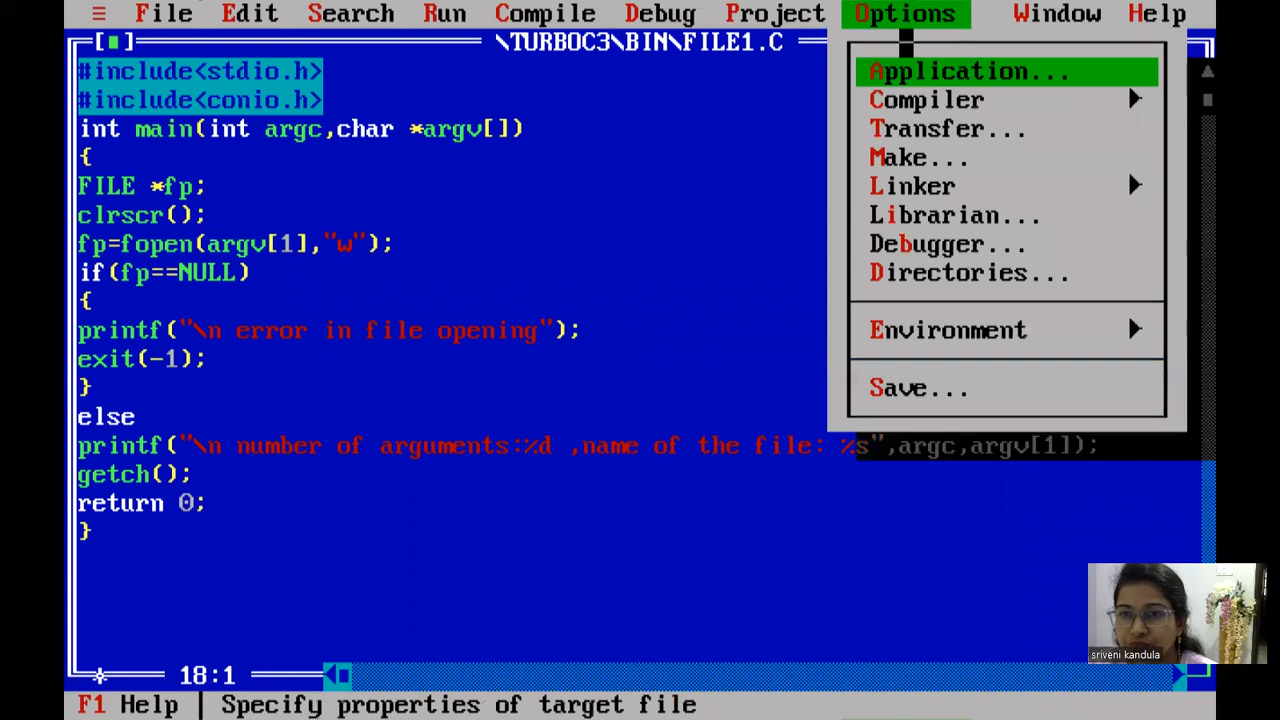 ≡ File Edit Search Run Compile Debug Project Options Window Help
[■] \TURBOC3\BIN\FILE1.C
#include<stdio.h>
#include<conio.h>
int main(int argc,char *argv[])
{
FILE *fp;
clrscr();
fp=fopen(argv[1],"w");
if(fp==NULL)
{
printf("\n error in file opening");
exit(-1);
}
else
printf("\n number of arguments:%d ,name of the file: %s",argc,argv[1]);
getch();
return 0;
}
Application...
Compiler
Transfer...
Make...
Linker
Librarian...
Debugger...
Directories...
Environment
Save...
sriveni kandula
18:1
F1 Help | Specify properties of target file